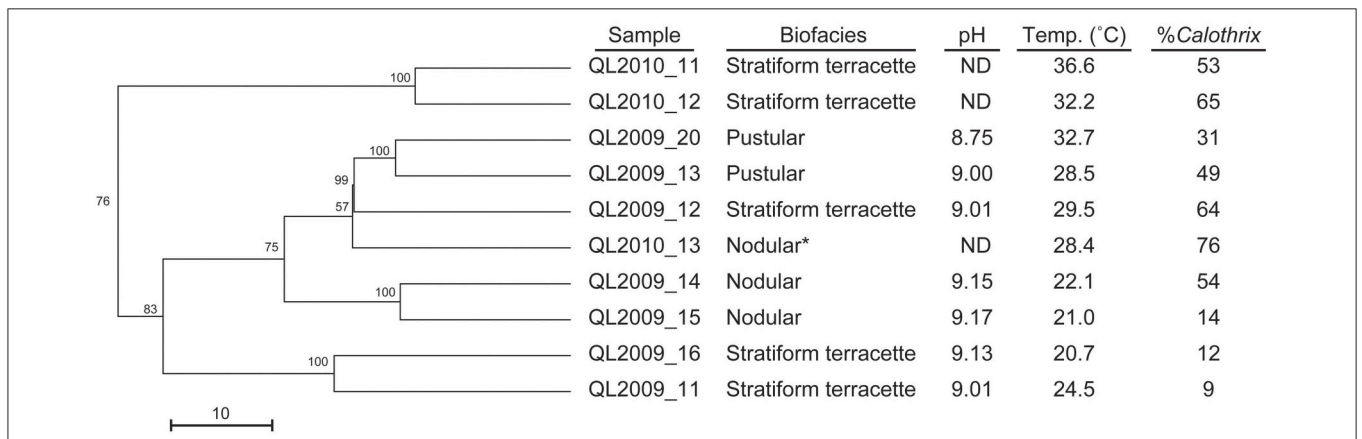 Sample Biofacies pH Temp. (˚C) %Calothrix
100 QL2010_11 Stratiform terracette ND 36.6 53
QL2010_12 Stratiform terracette ND 32.2 65
100 QL2009_20 Pustular 8.75 32.7 31
99 QL2009_13 Pustular 9.00 28.5 49
76 57 QL2009_12 Stratiform terracette 9.01 29.5 64
75 QL2010_13 Nodular* ND 28.4 76
100 QL2009_14 Nodular 9.15 22.1 54
83 QL2009_15 Nodular 9.17 21.0 14
100 QL2009_16 Stratiform terracette 9.13 20.7 12
QL2009_11 Stratiform terracette 9.01 24.5 9
10